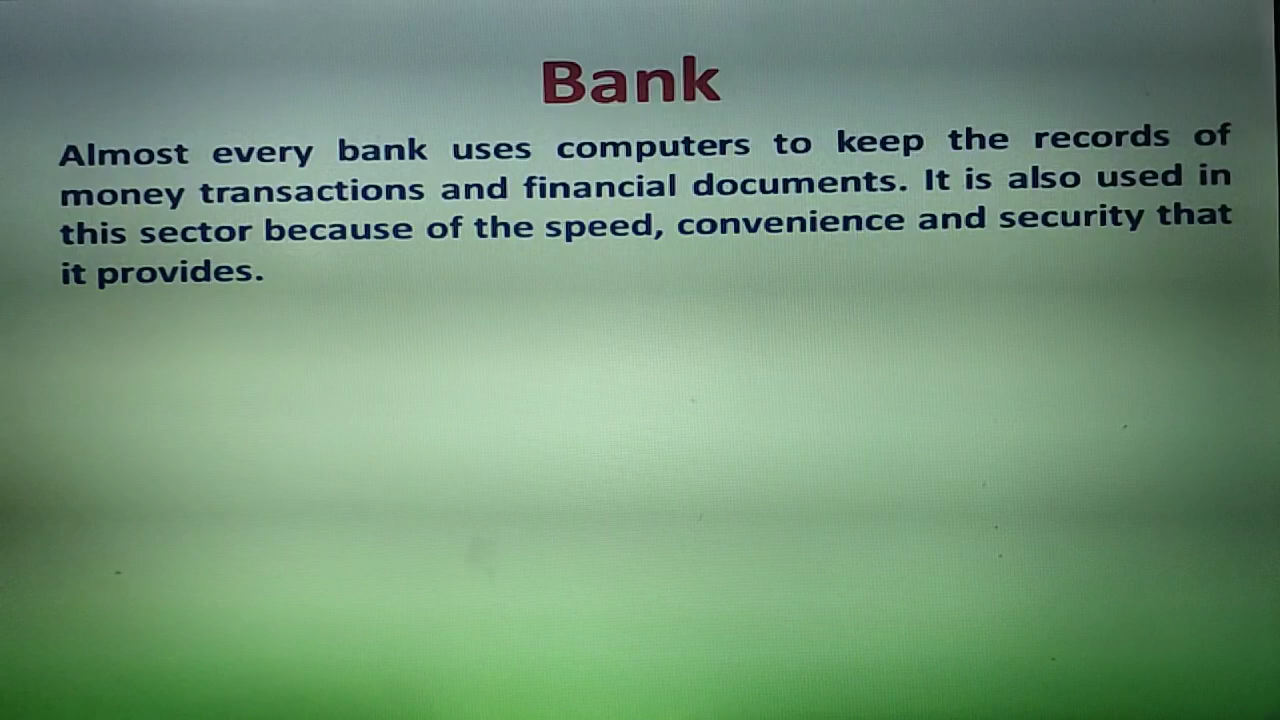 Bank
Almost every bank uses computers to keep the records of
money transactions and financial documents. It is also used in
this sector because of the speed, convenience and security that
it provides.